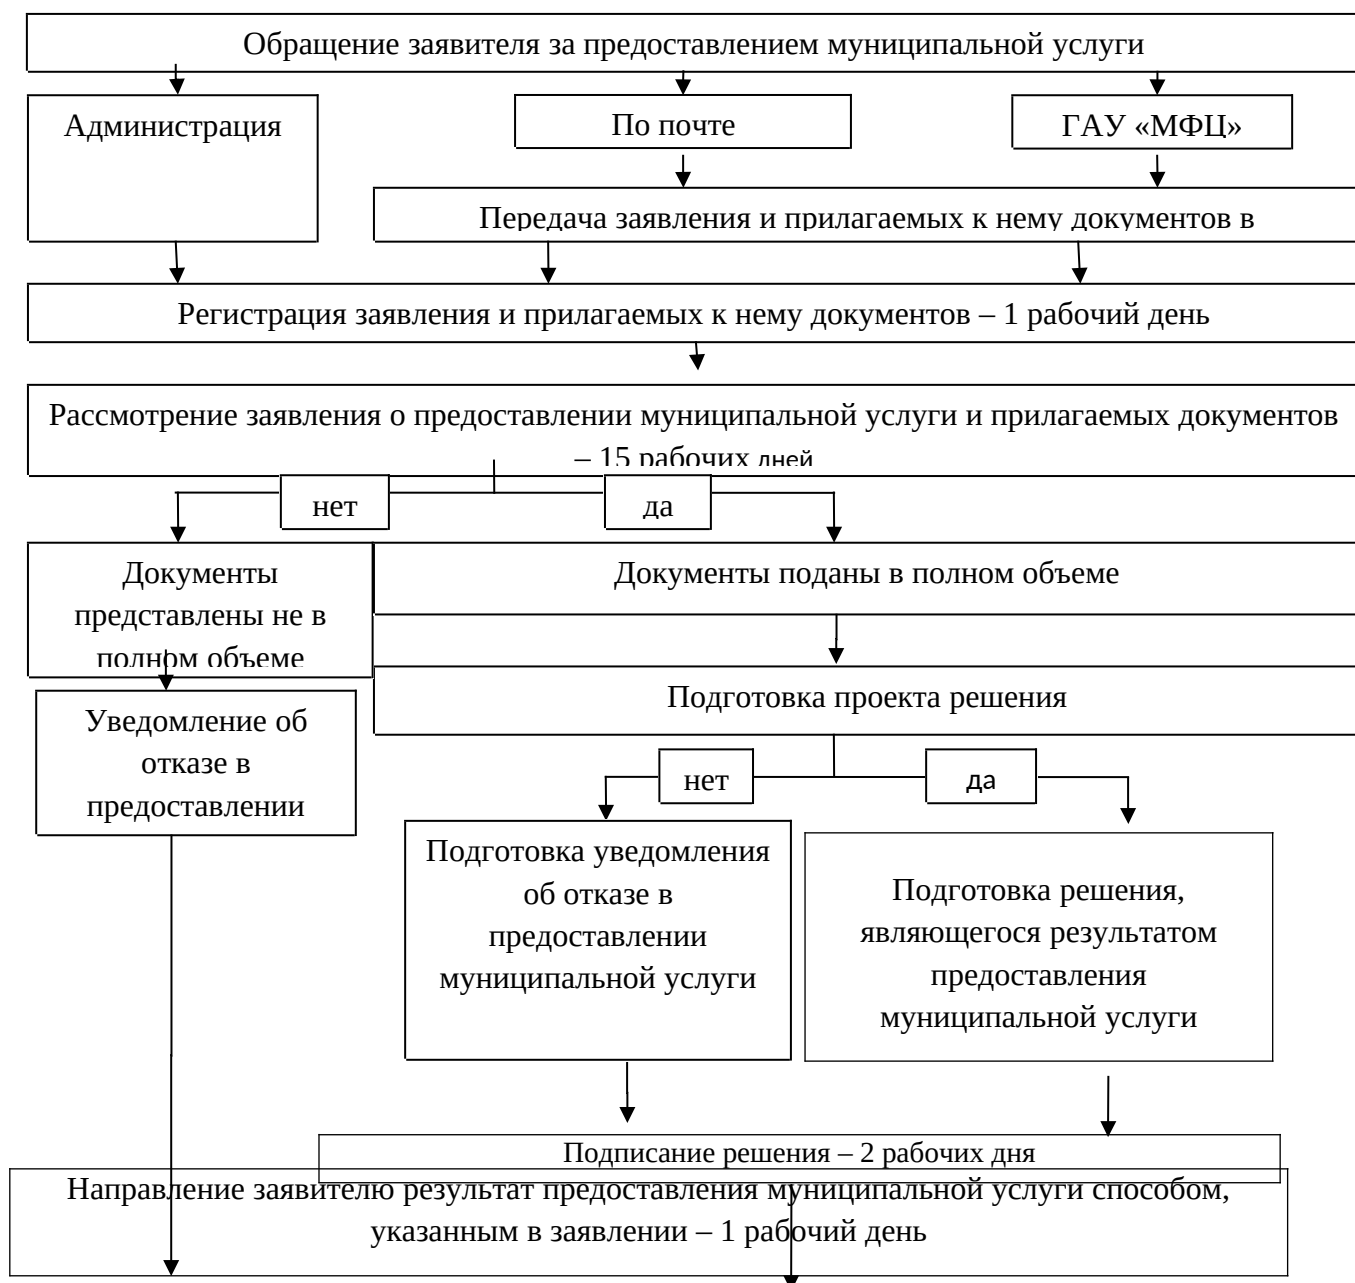 Обращение заявителя за предоставлением муниципальной услуги
Администрация
По почте
ГАУ «МФЦ»
Передача заявления и прилагаемых к нему документов в
Регистрация заявления и прилагаемых к нему документов – 1 рабочий день
Рассмотрение заявления о предоставлении муниципальной услуги и прилагаемых документов
– 15 рабочих дней
нет
да
Документы
представлены не в
полном объеме
Документы поданы в полном объеме
Подготовка проекта решения
Уведомление об
отказе в
предоставлении
нет
да
Подготовка уведомления
об отказе в
предоставлении
муниципальной услуги
Подготовка решения,
являющегося результатом
предоставления
муниципальной услуги
Подписание решения – 2 рабочих дня
Направление заявителю результат предоставления муниципальной услуги способом,
указанным в заявлении – 1 рабочий день